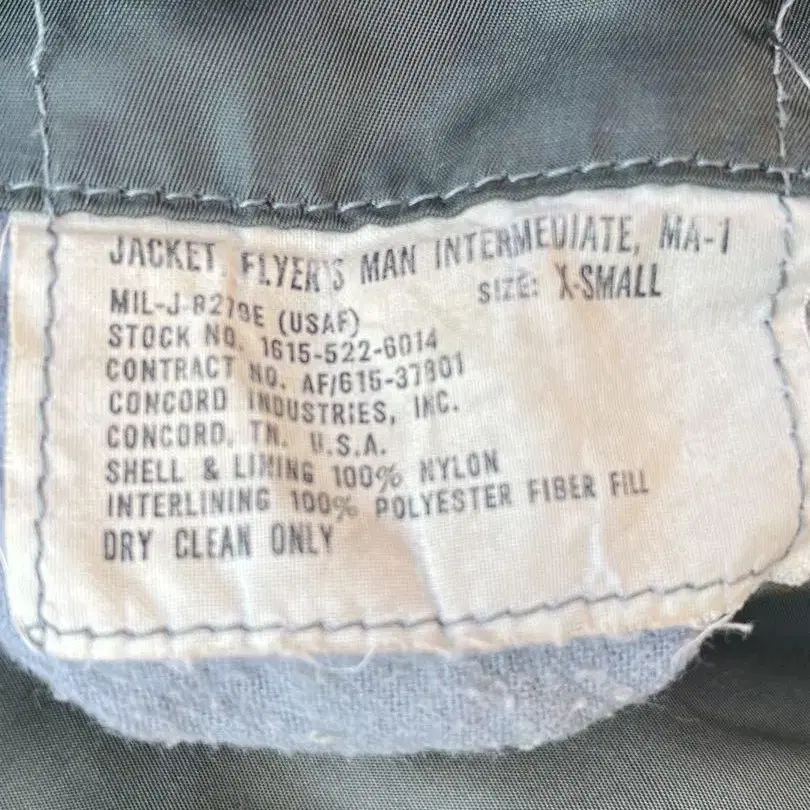 JACKET, FLYER'S MAN INTERMEDIATE, MA-1
SIZE: X-SMALL
MIL-J-8279E (USAF)
STOCK NO. 1615-522-6014
CONTRACT NO. AF/615-37801
CONCORD INDUSTRIES, INC.
CONCORD, TN. U.S.A.
SHELL & LINING 100% NYLON
INTERLINING 100% POLYESTER FIBER FILL
DRY CLEAN ONLY